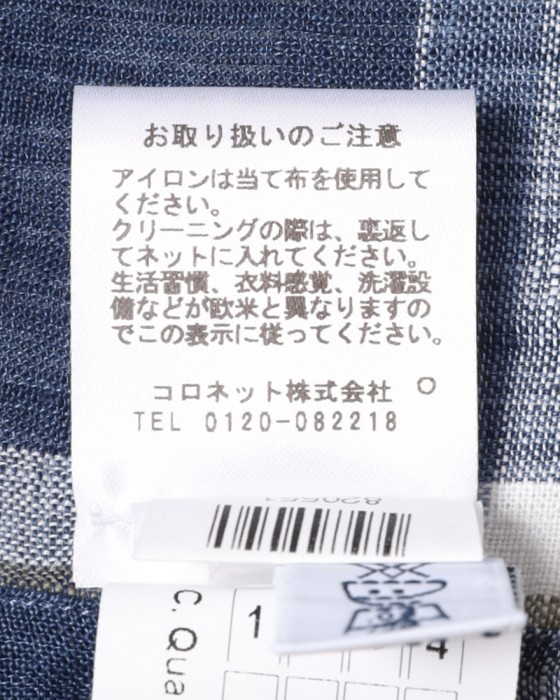 お取り扱いのご注意
アイロンは当て布を使用して
ください。
クリーニングの際は、裏返し
てネットに入れてください。
生活習慣、衣料感覚、洗濯設
備などが欧米と異なりますの
でこの表示に従ってください。
コロネット株式会社
TEL 0120-082218
C. Qua
1
4